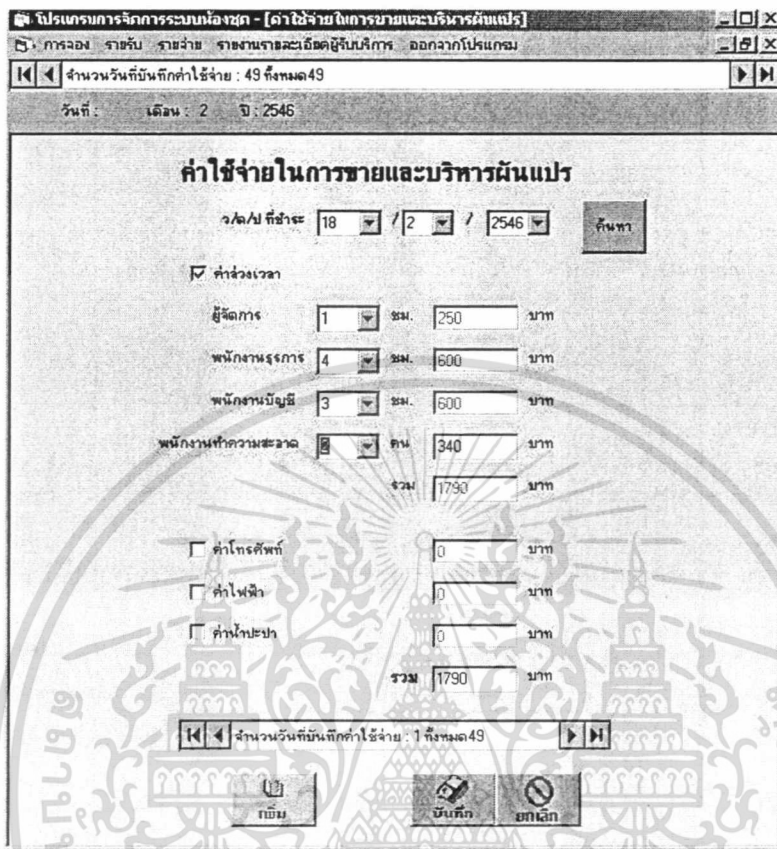 โปรแกรมการจัดการระบบห้องชุด - [ค่าใช้จ่ายในการขายและบริหารผันแปร]
การจอง รายรับ รายจ่าย รายงานรายละเอียดผู้รับบริการ ออกจากโปรแกรม
จำนวนวันที่บันทึกค่าใช้จ่าย : 49 ทั้งหมด49
วันที่ : เดือน : 2 ปี : 2546
ค่าใช้จ่ายในการขายและบริหารผันแปร
ว/ด/ป ที่ชำระ 18 / 2 / 2546 ค้นหา
ค่าล่วงเวลา
ผู้จัดการ 1 ชม. 250 บาท
พนักงานธุรการ 4 ชม. 600 บาท
พนักงานบัญชี 3 ชม. 600 บาท
พนักงานทำความสะอาด 2 คน 340 บาท
รวม 1790 บาท
ค่าโทรศัพท์ 0 บาท
ค่าไฟฟ้า 0 บาท
ค่าน้ำปะปา 0 บาท
รวม 1790 บาท
จำนวนวันที่บันทึกค่าใช้จ่าย : 1 ทั้งหมด49
เพิ่ม บันทึก ยกเลิก